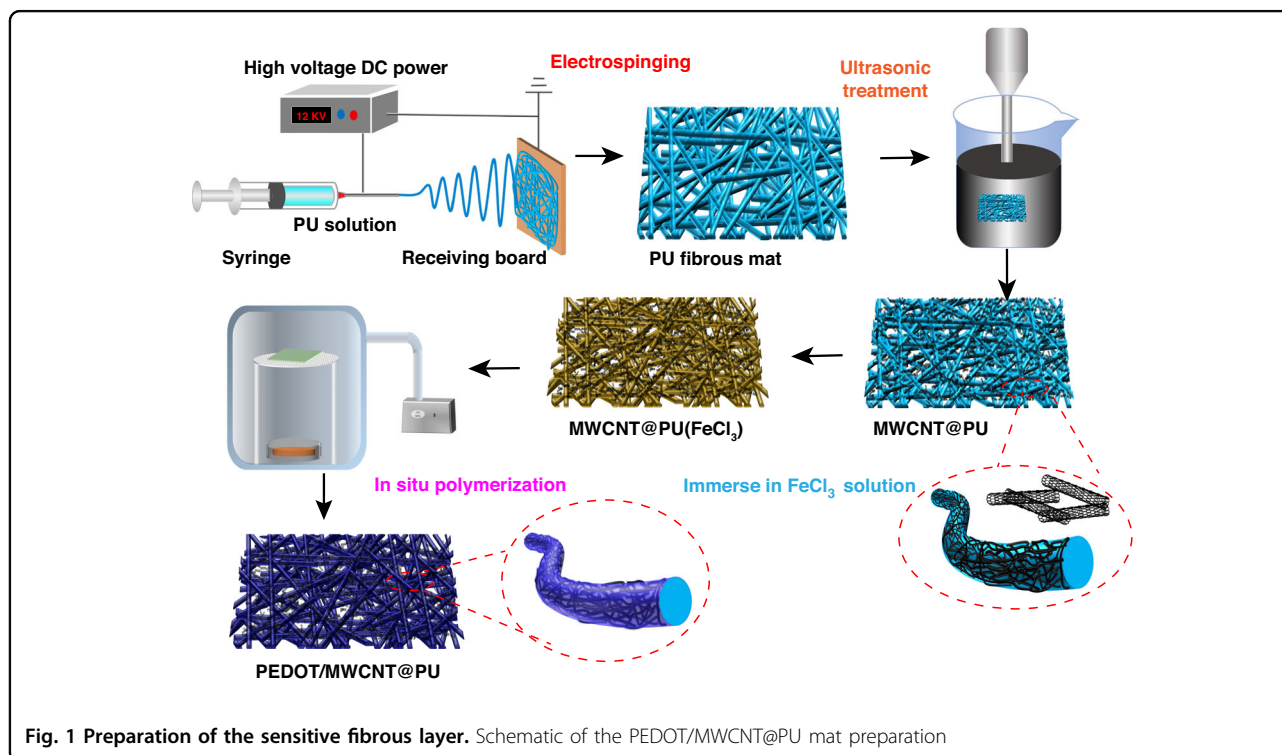 High voltage DC power
Electrospinging
Ultrasonic
treatment
12 KV
PU solution
Syringe
Receiving board
PU fibrous mat
MWCNT@PU(FeCl₃)
MWCNT@PU
In situ polymerization
Immerse in FeCl₃ solution
PEDOT/MWCNT@PU
Fig. 1 Preparation of the sensitive fibrous layer. Schematic of the PEDOT/MWCNT@PU mat preparation